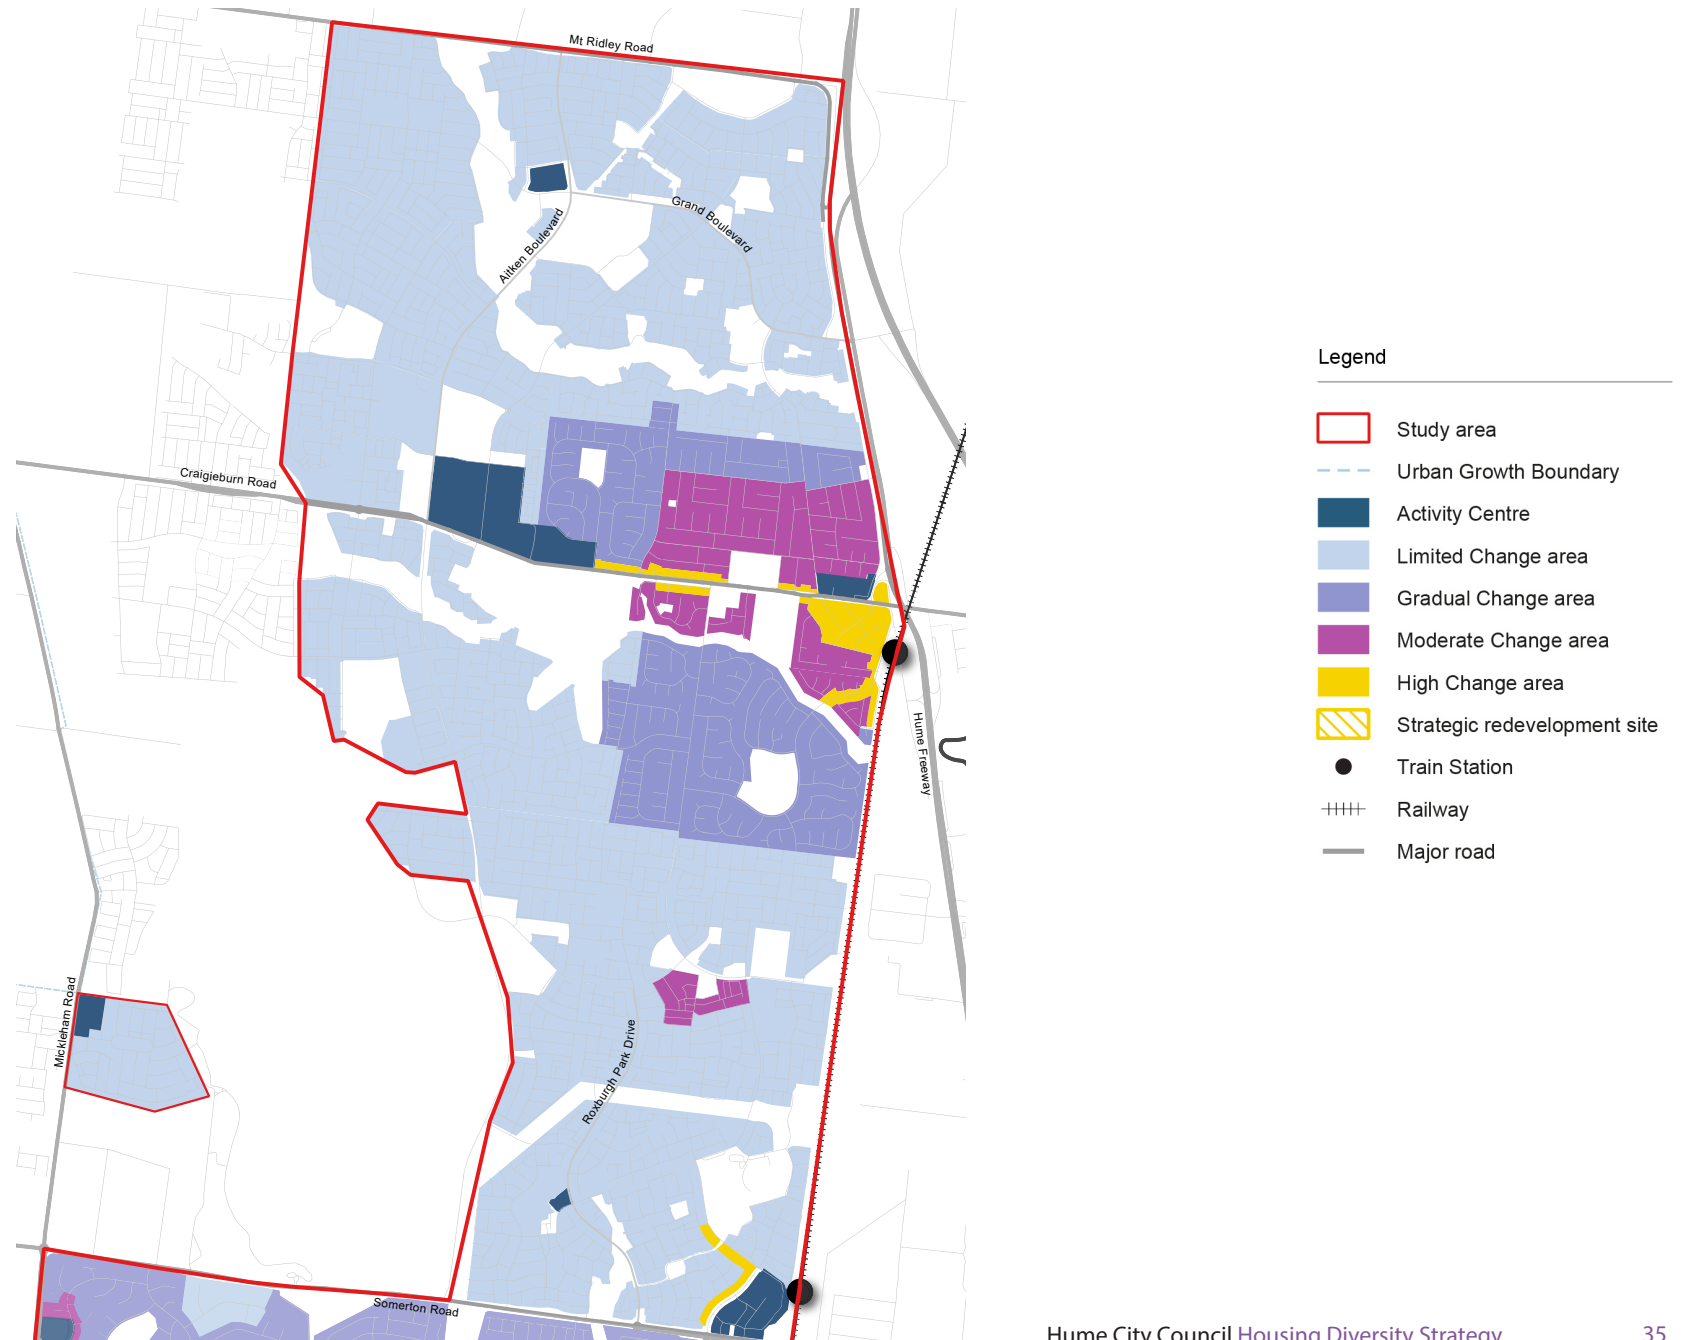 Mt Ridley Road
Grand Boulevard
Aitken Boulevard
Craigieburn Road
Hume Freeway
Mickleham Road
Roxburgh Park Drive
Somerton Road
Legend
Study area
Urban Growth Boundary
Activity Centre
Limited Change area
Gradual Change area
Moderate Change area
High Change area
Strategic redevelopment site
Train Station
Railway
Major road
Hume City Council Housing Diversity Strategy 35